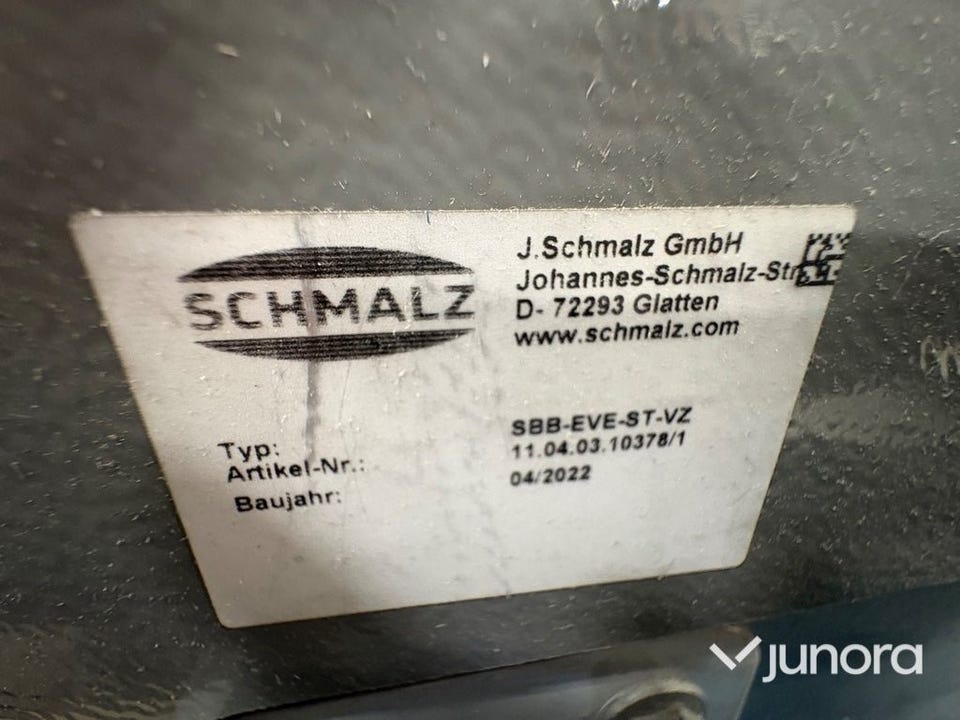 SCHMALZ
J.Schmalz GmbH
Johannes-Schmalz-Str
D- 72293 Glatten
www.schmalz.com
Typ: SBB-EVE-ST-VZ
Artikel-Nr.: 11.04.03.10378/1
Baujahr: 04/2022
junora